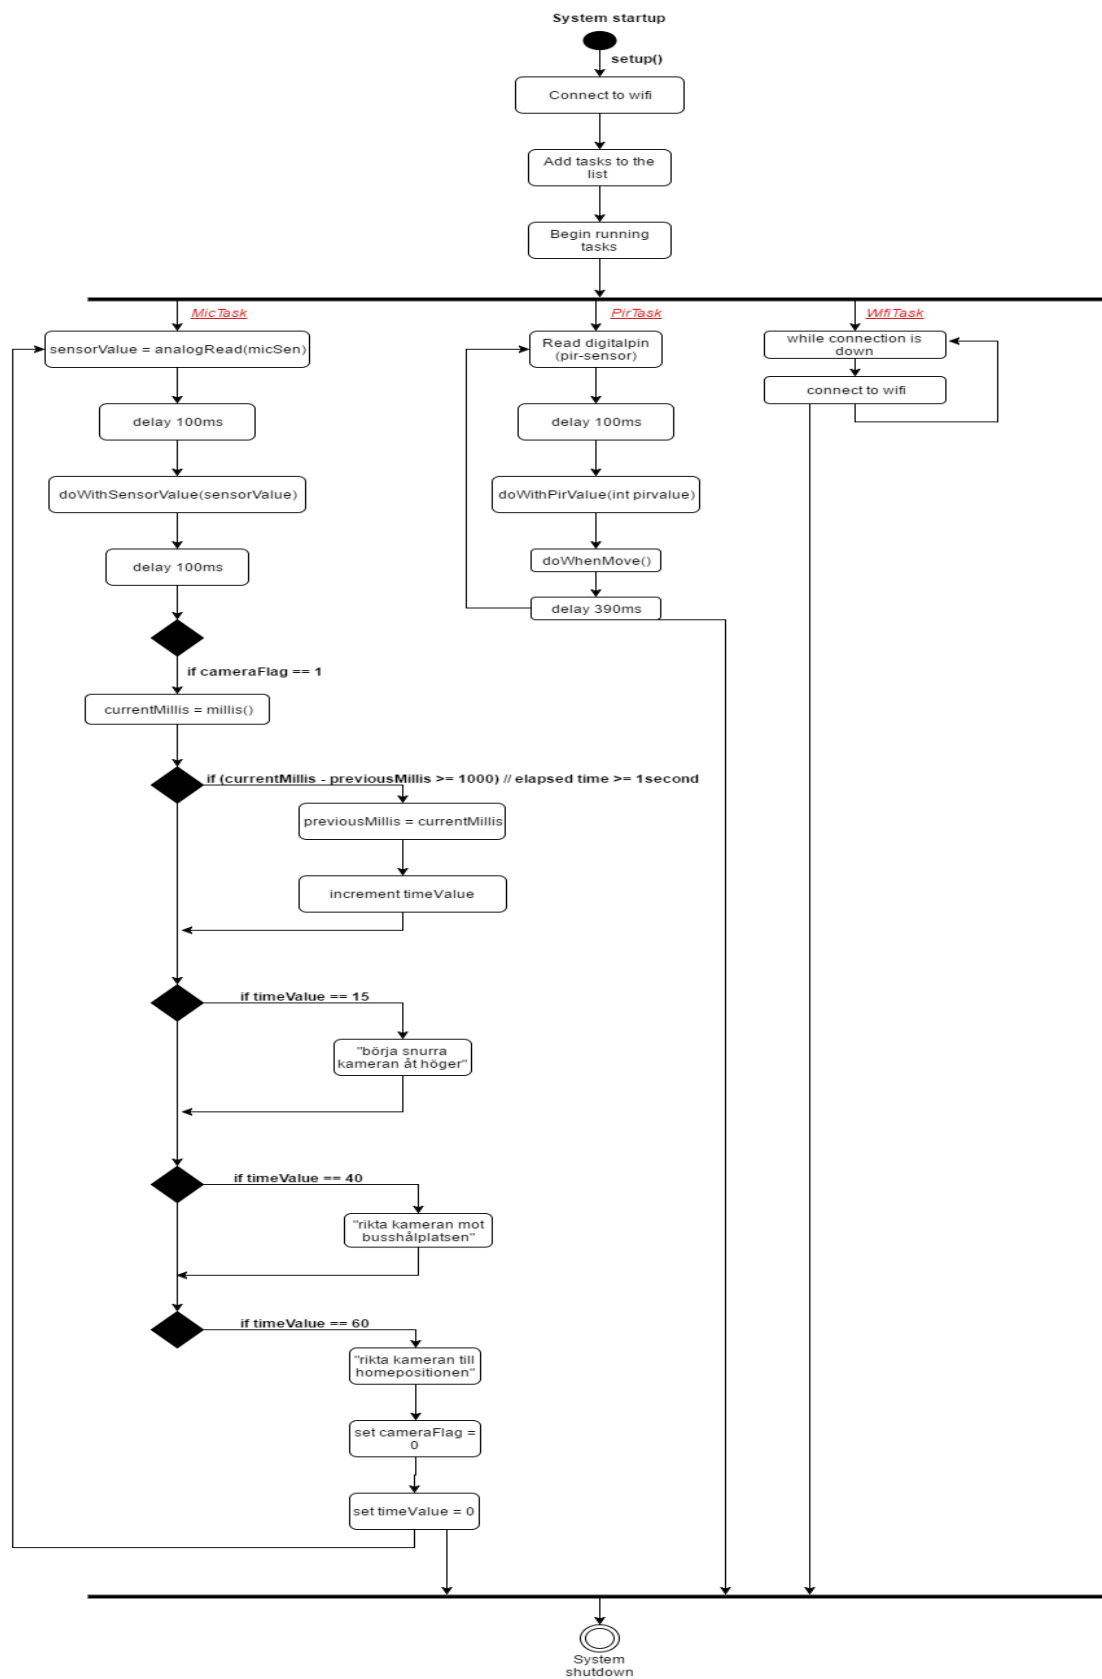 System startup
setup()
Connect to wifi
Add tasks to the
list
Begin running
tasks
MicTask
PirTask
WifiTask
sensorValue = analogRead(micSen)
Read digitalpin
(pir-sensor)
while connection is
down
connect to wifi
delay 100ms
delay 100ms
doWithSensorValue(sensorValue)
doWithPirValue(int pirvalue)
delay 100ms
doWhenMove()
delay 390ms
if cameraFlag == 1
currentMillis = millis()
if (currentMillis - previousMillis >= 1000) // elapsed time >= 1second
previousMillis = currentMillis
increment timeValue
if timeValue == 15
"börja snurra
kameran åt höger"
if timeValue == 40
"rikta kameran mot
busshålplatsen"
if timeValue == 60
"rikta kameran till
homepositionen"
set cameraFlag =
0
set timeValue = 0
System
shutdown